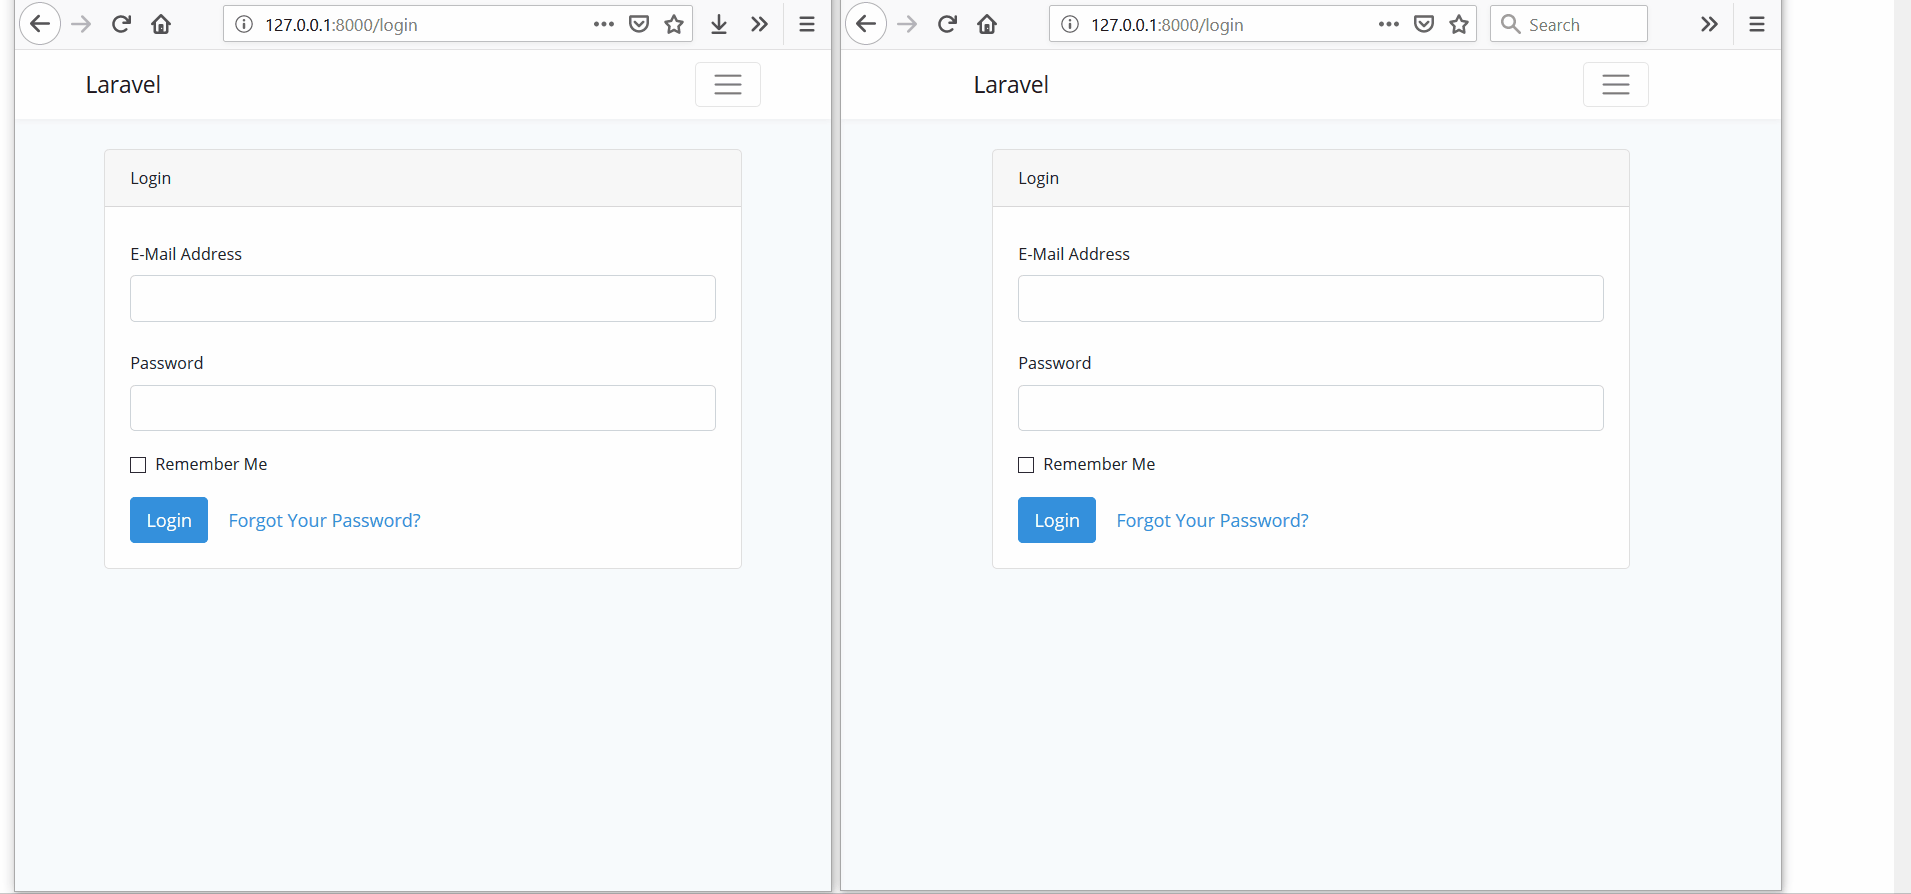 127.0.0.1:8000/login
Laravel
Login
E-Mail Address
Password
Remember Me
Login Forgot Your Password?
127.0.0.1:8000/login Search
Laravel
Login
E-Mail Address
Password
Remember Me
Login Forgot Your Password?